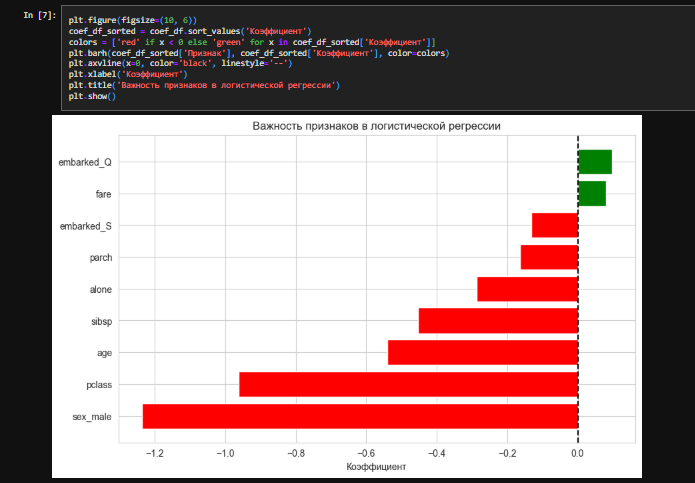 In [7]:
plt.figure(figsize=(10, 6))
coef_df_sorted = coef_df.sort_values('Коэффициент')
colors = ['red' if x < 0 else 'green' for x in coef_df_sorted['Коэффициент']]
plt.barh(coef_df_sorted['Признак'], coef_df_sorted['Коэффициент'], color=colors)
plt.axvline(x=0, color='black', linestyle='--')
plt.xlabel('Коэффициент')
plt.title('Важность признаков в логистической регрессии')
plt.show()
Важность признаков в логистической регрессии
embarked_Q
fare
embarked_S
parch
alone
sibsp
age
pclass
sex_male
−1.2 −1.0 −0.8 −0.6 −0.4 −0.2 0.0
Коэффициент